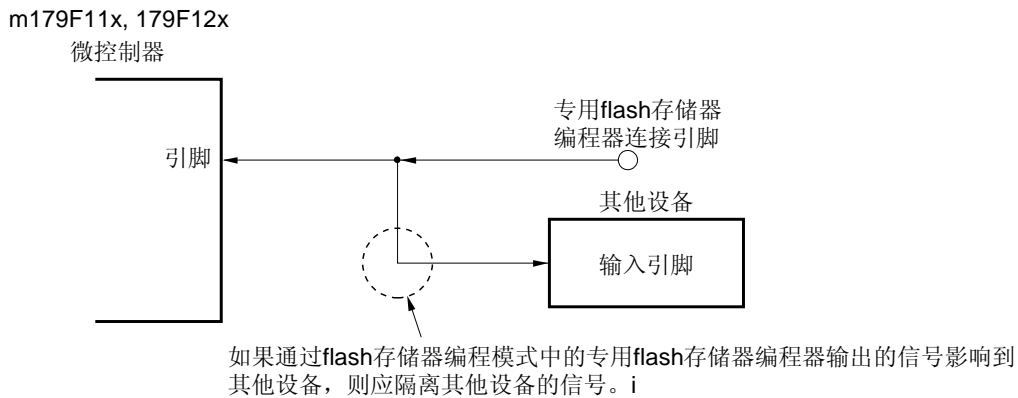 m179F11x, 179F12x
微控制器
引脚
专用flash存储器
编程器连接引脚
其他设备
输入引脚
如果通过flash存储器编程模式中的专用flash存储器编程器输出的信号影响到
其他设备，则应隔离其他设备的信号。i